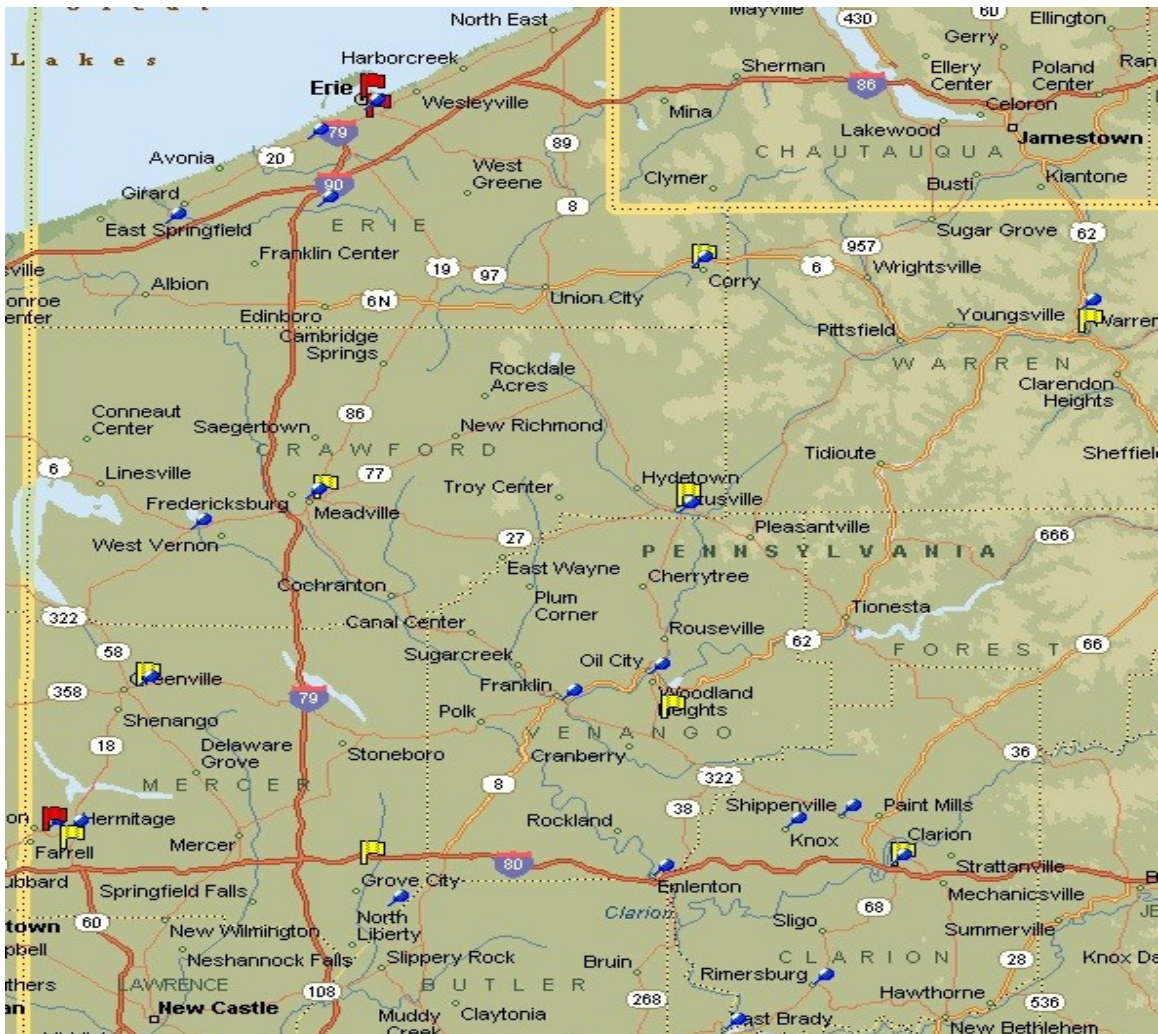 G r e a t
L a k e s
North East
Harborcreek
Erie
Wesleyville
79
Avonia
20
89
West
Greene
Girard
90
8
East Springfield
E R I E
Franklin Center
19
97
Albion
6N
Union City
Edinboro
Cambridge
Springs
Mayville
430
60
Ellington
Gerry
Sherman
Ellery
Center
Poland
Center
86
Mina
Celoron
Lakewood
Jamestown
C H A U T A U Q U A
Clymer
Busti
Kiantone
Sugar Grove
62
957
Corry
6
Wrightsville
Pittsfield
Youngsville
W A R R E N
Clarendon
Heights
Rockdale
Acres
Conneaut
Center
86
Saegertown
New Richmond
C R A W F O R D
6
Linesville
77
Hydetown
Tidioute
Fredericksburg
Meadville
Troy Center
Pleasantville
West Vernon
27
666
P E N N S Y L V A N I A
East Wayne
Cochranton
Plum
Corner
Cherrytree
322
Canal Center
Tionesta
Rouseville
62
58
Sugarcreek
Oil City
F O R E S T
66
Greenville
358
79
Franklin
Woodland
Heights
Shenango
Polk
V E N A N G O
18
Delaware
Grove
Stoneboro
Cranberry
36
M E R C E R
8
322
38
Shippenville
Paint Mills
Hermitage
Rockland
Knox
Clarion
Farrell
Mercer
80
Strattanville
Springfield Falls
Grove City
Emlenton
Mechanicsville
60
North
Liberty
Clarion
68
Sligo
Summerville
New Wilmington
Neshannock Falls
Slippery Rock
Bruin
C L A R I O N
28
Rimersburg
LAWRENCE
108
B U T L E R
268
Hawthorne
536
New Castle
Muddy
Creek
Claytonia
New Bethlehem